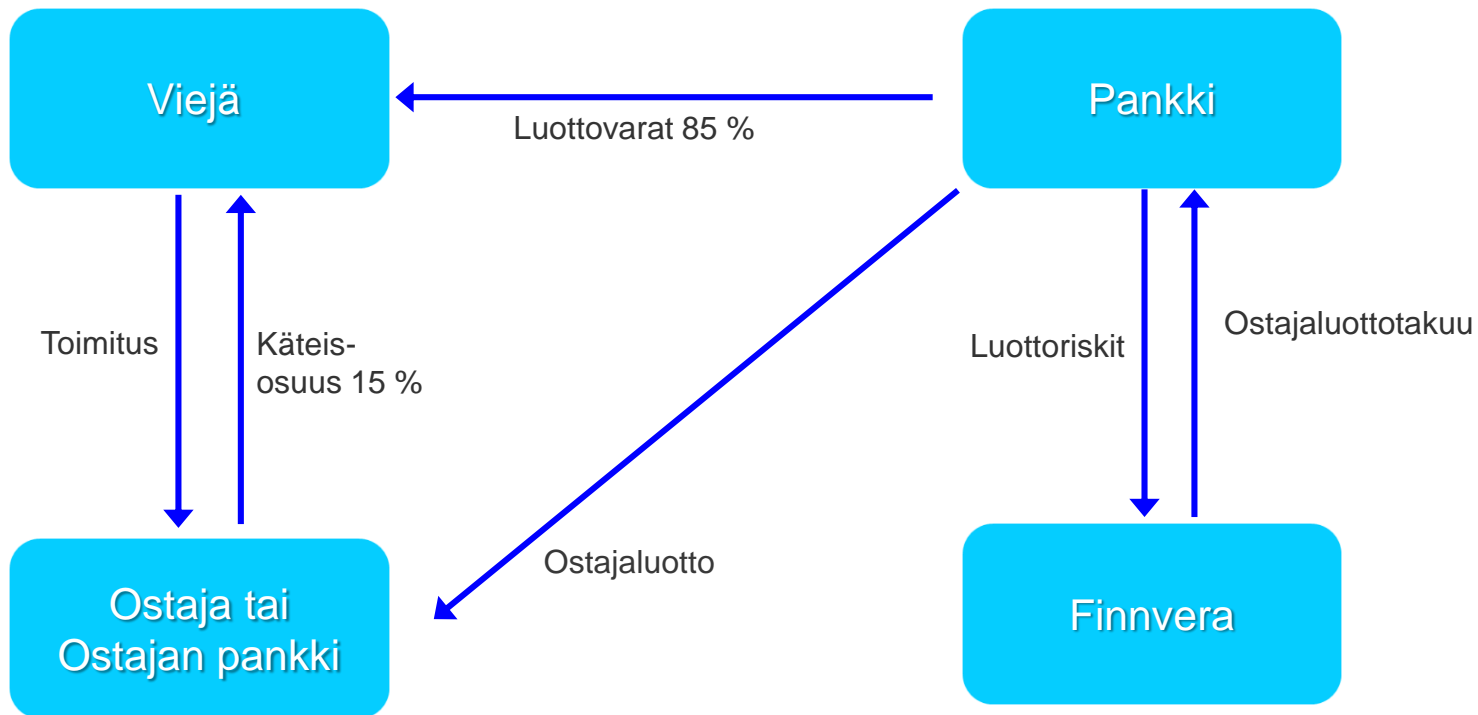 Viejä
Pankki
Luottovarat 85 %
Toimitus
Käteis-
osuus 15 %
Luottoriskit
Ostajaluottotakuu
Ostajaluotto
Ostaja tai
Ostajan pankki
Finnvera